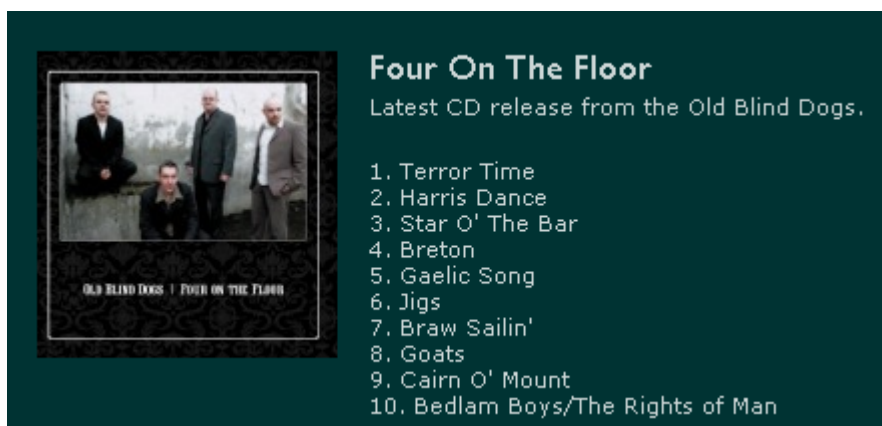 Four On The Floor
Latest CD release from the Old Blind Dogs.
1. Terror Time
2. Harris Dance
3. Star O' The Bar
4. Breton
5. Gaelic Song
6. Jigs
7. Braw Sailin'
8. Goats
9. Cairn O' Mount
10. Bedlam Boys/The Rights of Man
OLD BLIND DOGS | FOUR ON THE FLOOR